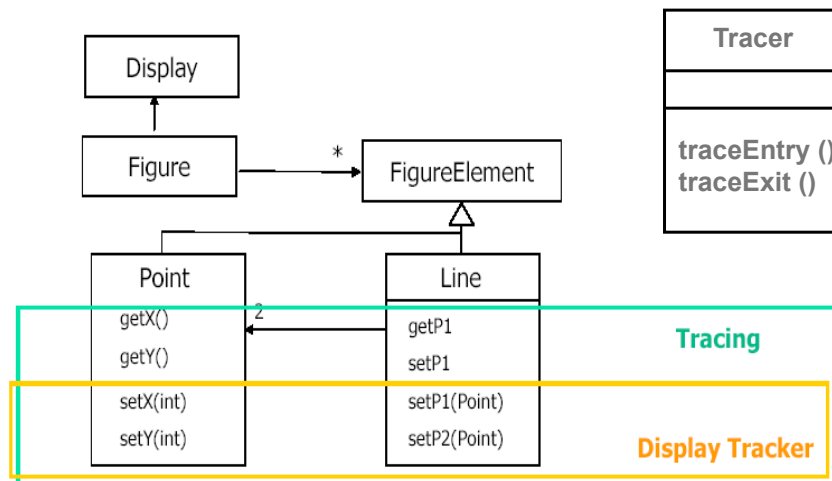 Tracer
Display
traceEntry ()
traceExit ()
Figure
*
FigureElement
Point
Line
getX()
getY()
setX(int)
setY(int)
2
getP1
setP1
setP1(Point)
setP2(Point)
Tracing
Display Tracker